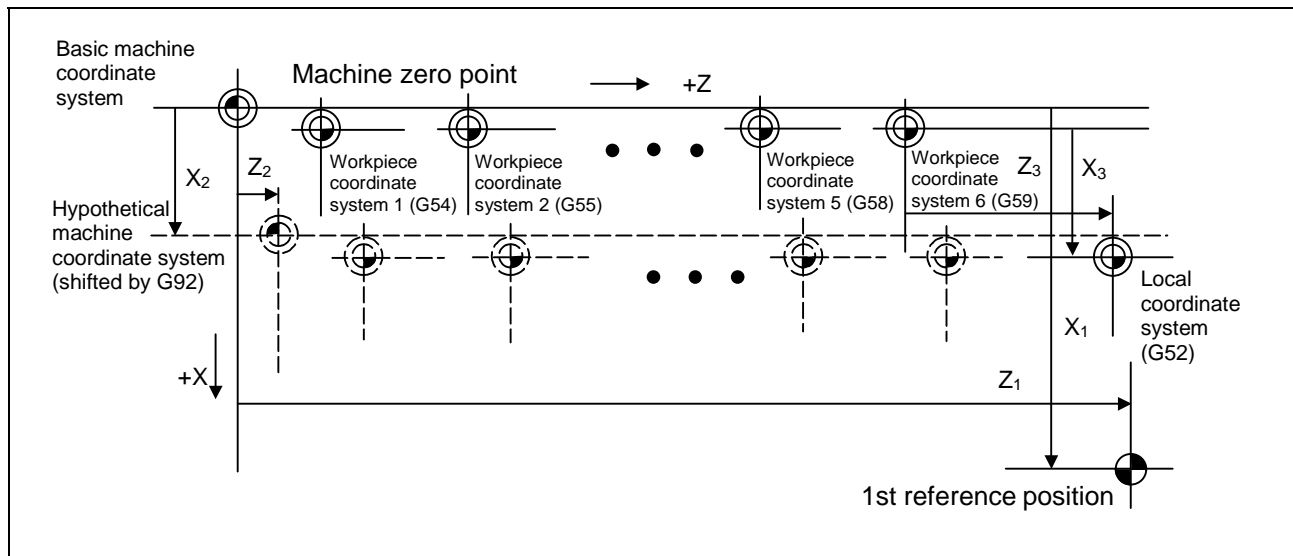 Basic machine
coordinate
system
Machine zero point
+Z
X2
Z2
Workpiece
coordinate
system 1 (G54)
Workpiece
coordinate
system 2 (G55)
Workpiece
coordinate
system 5 (G58)
Workpiece
coordinate
system 6 (G59)
Z3
X3
Hypothetical
machine
coordinate system
(shifted by G92)
Local
coordinate
system
(G52)
X1
+X
Z1
1st reference position